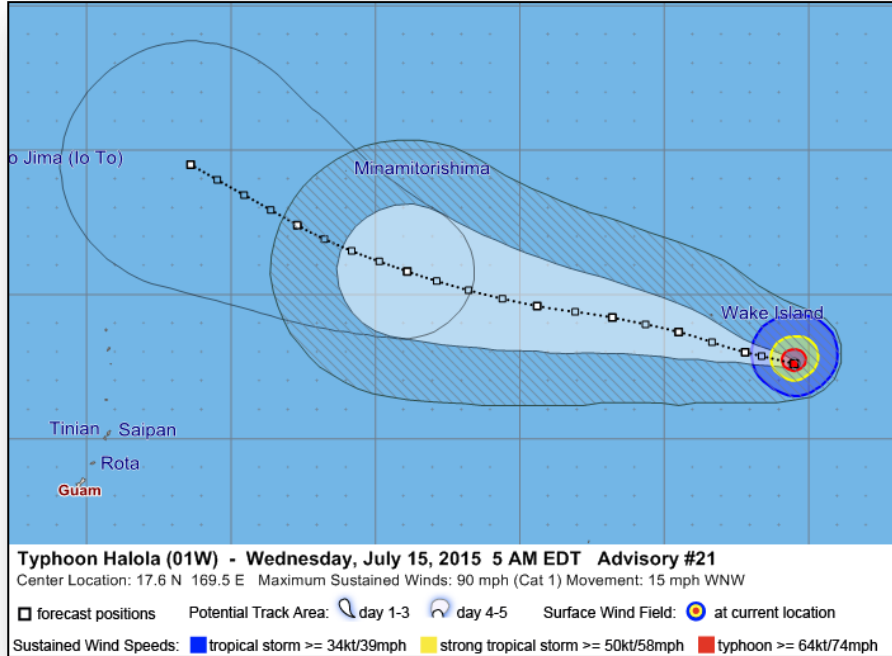 o Jima (Io To)
Minamitorishima
Wake Island
Tinian Saipan
Rota
Guam
Typhoon Halola (01W) - Wednesday, July 15, 2015 5 AM EDT Advisory #21
Center Location: 17.6 N 169.5 E Maximum Sustained Winds: 90 mph (Cat 1) Movement: 15 mph WNW
forecast positions Potential Track Area: day 1-3 day 4-5 Surface Wind Field: at current location
Sustained Wind Speeds: tropical storm >= 34kt/39mph strong tropical storm >= 50kt/58mph typhoon >= 64kt/74mph